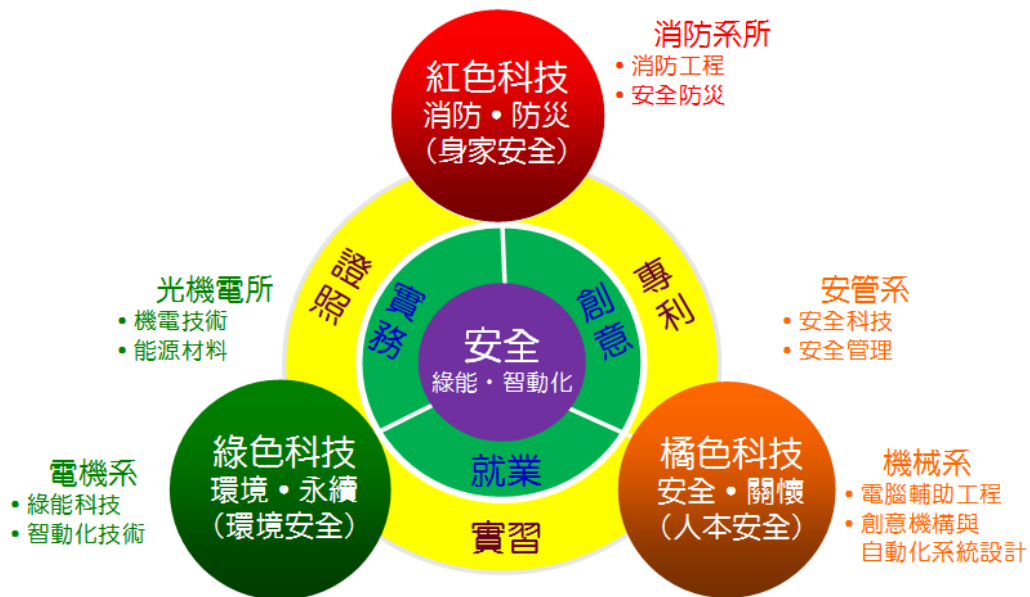 紅色科技
消防・防災
(身家安全)
消防系所
• 消防工程
• 安全防災
證照
專利
實務
創意
安全
綠能・智動化
就業
實習
光機電所
• 機電技術
• 能源材料
安管系
• 安全科技
• 安全管理
綠色科技
環境・永續
(環境安全)
電機系
• 綠能科技
• 智動化技術
橘色科技
安全・關懷
(人本安全)
機械系
• 電腦輔助工程
• 創意機構與
自動化系統設計